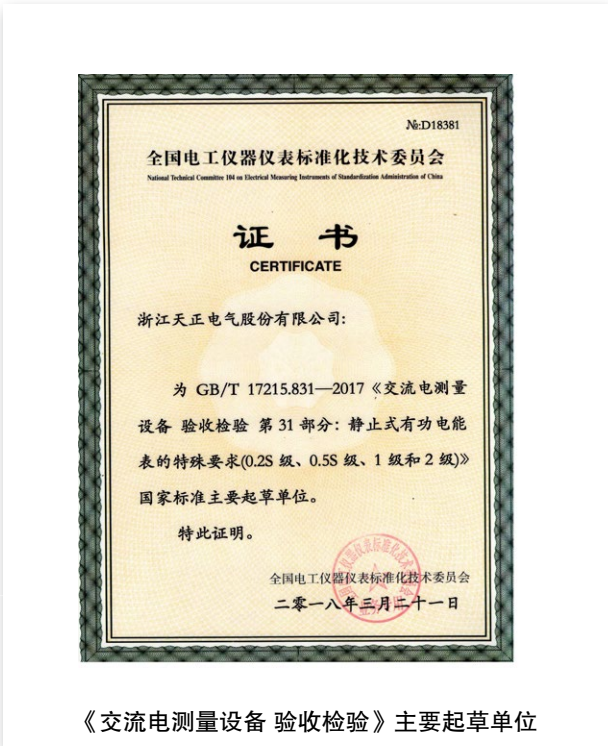 №:D18381
全国电工仪器仪表标准化技术委员会
National Technical Committee 104 on Electrical Measuring Instruments of Standardization Administration of China
证 书
CERTIFICATE
浙江天正电气股份有限公司:
为 GB/T 17215.831—2017《交流电测量
设备 验收检验 第 31 部分: 静止式有功电能
表的特殊要求(0.2S 级、0.5S 级、1 级和 2 级)》
国家标准主要起草单位。
特此证明。
全国电工仪器仪表标准化技术委员会
二零一八年三月二十一日
《交流电测量设备 验收检验》主要起草单位